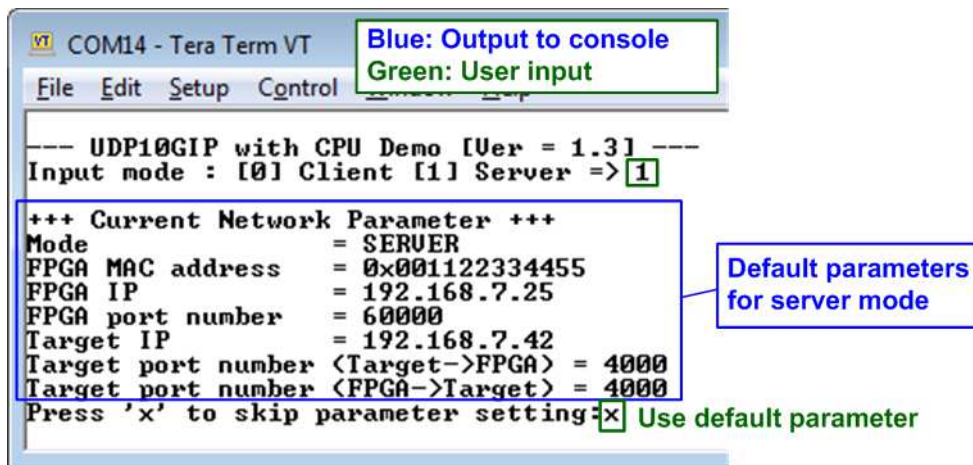 COM14 - Tera Term VT
Blue: Output to console
Green: User input
File Edit Setup Control
--- UDP10GIP with CPU Demo [Ver = 1.3] ---
Input mode : [0] Client [1] Server => 1
+++ Current Network Parameter +++
Mode = SERVER
FPGA MAC address = 0x001122334455
FPGA IP = 192.168.7.25
FPGA port number = 60000
Target IP = 192.168.7.42
Target port number (Target->FPGA) = 4000
Target port number (FPGA->Target) = 4000
Default parameters
for server mode
Press 'x' to skip parameter setting:x
Use default parameter